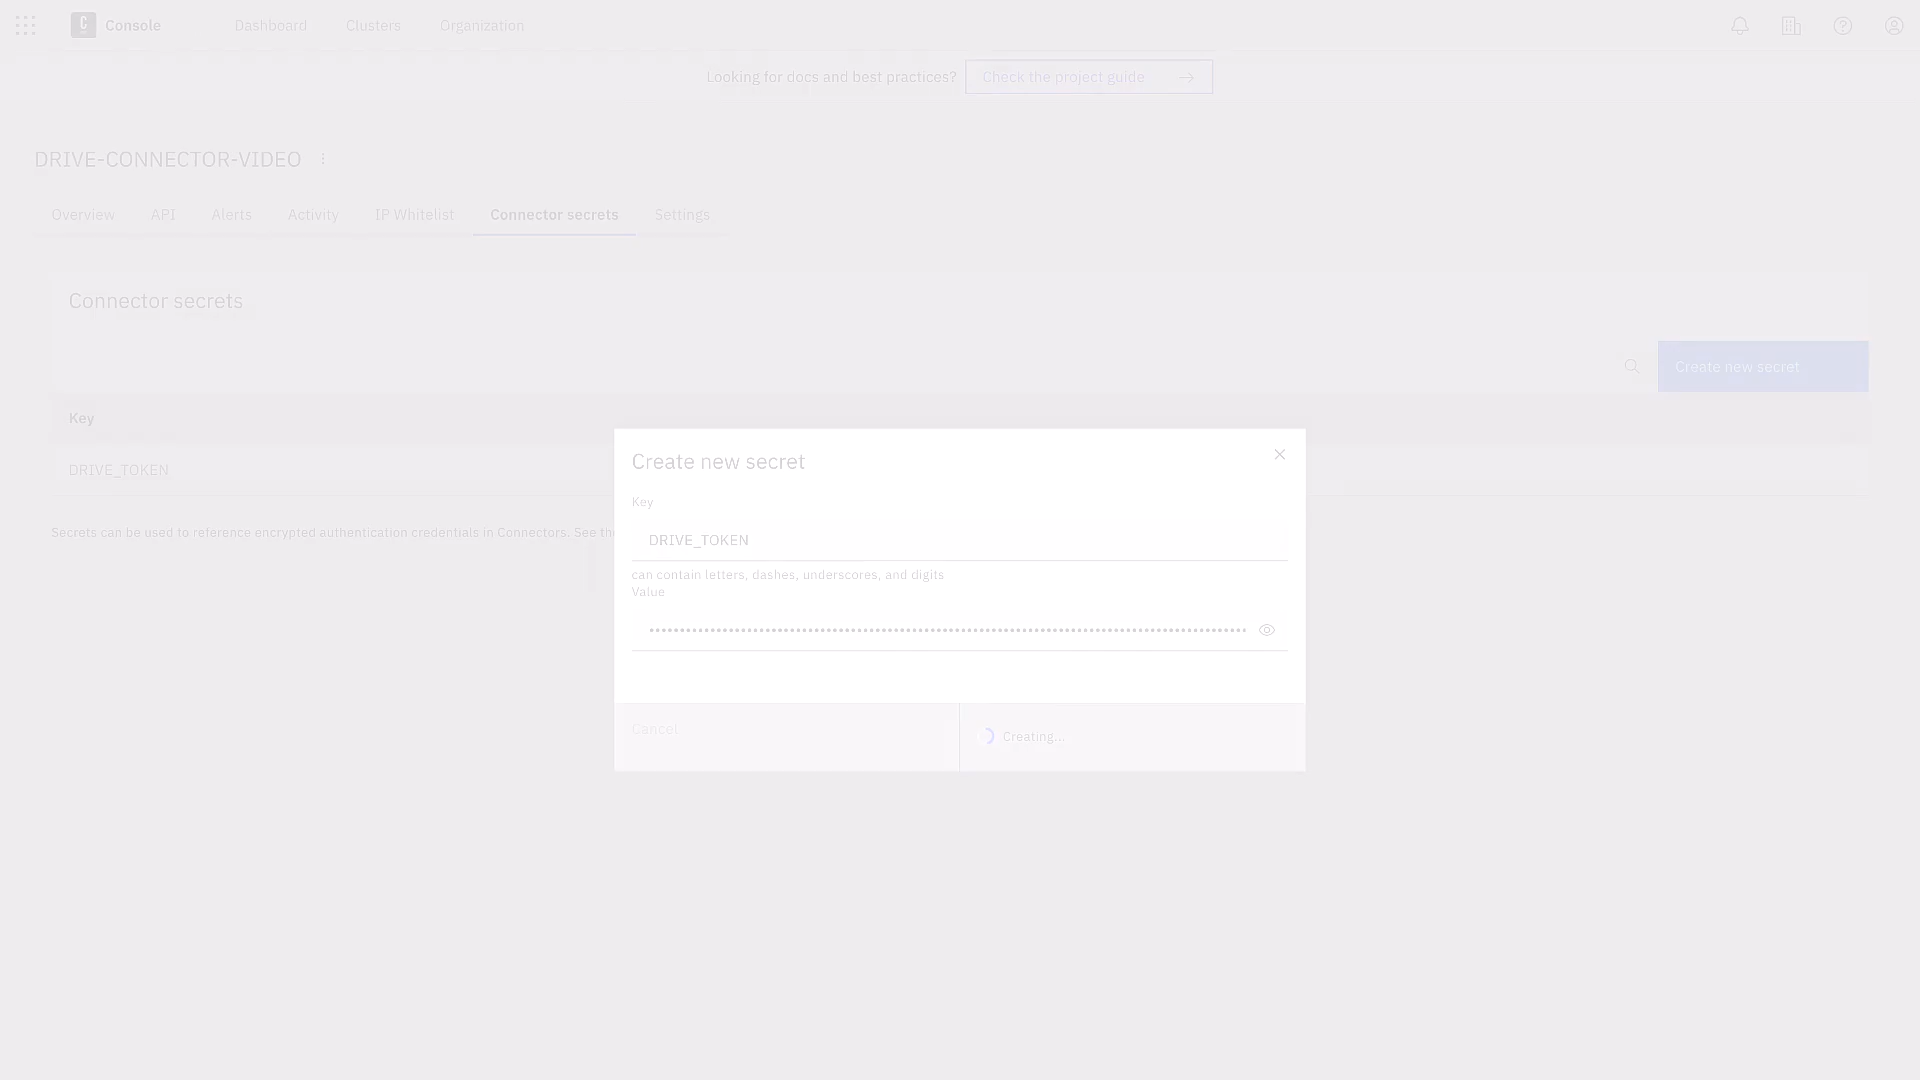 C Console Dashboard Clusters Organization
Looking for docs and best practices? Check the project guide →
DRIVE-CONNECTOR-VIDEO
Overview API Alerts Activity IP Whitelist Connector secrets Settings
Connector secrets
Create new secret
Key
DRIVE_TOKEN
Secrets can be used to reference encrypted authentication credentials in Connectors. See the
Create new secret
Key
DRIVE_TOKEN
can contain letters, dashes, underscores, and digits
Value
Cancel
Creating...